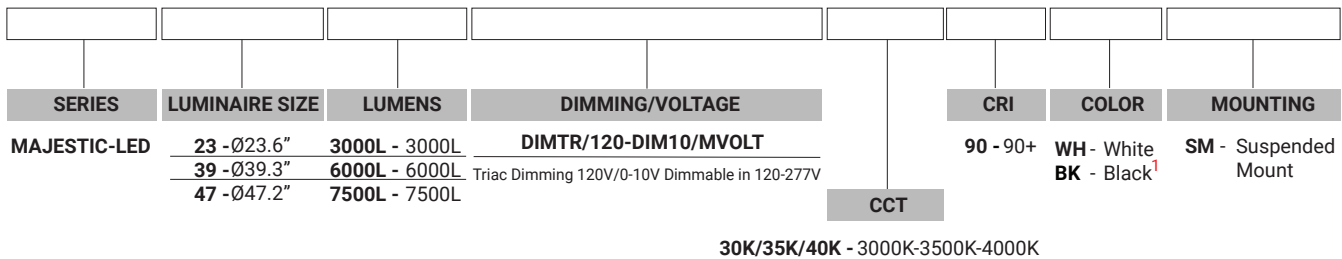 SERIES LUMINAIRE SIZE LUMENS DIMMING/VOLTAGE CRI COLOR MOUNTING
MAJESTIC-LED 23 -Ø23.6” 3000L - 3000L DIMTR/120-DIM10/MVOLT 90 - 90+ WH - White SM - Suspended
39 -Ø39.3” 6000L - 6000L Triac Dimming 120V/0-10V Dimmable in 120-277V BK - Black1 Mount
47 -Ø47.2” 7500L - 7500L
CCT
30K/35K/40K - 3000K-3500K-4000K